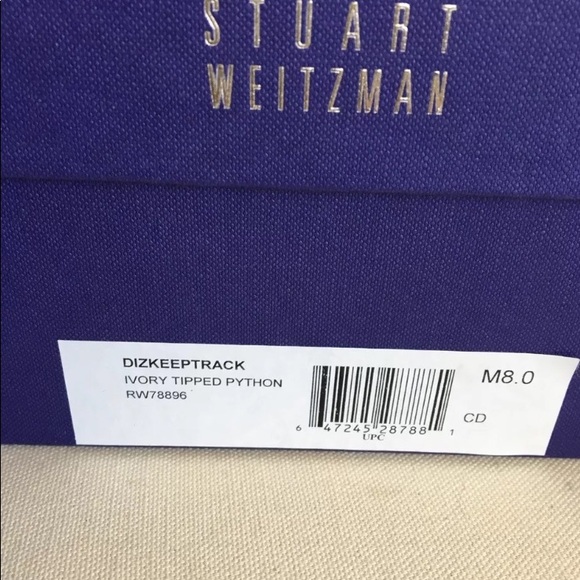 STUART
WEITZMAN
DIZKEEPTRACK
IVORY TIPPED PYTHON
RW78896
6 47245 28788 1
UPC
M8.0
CD